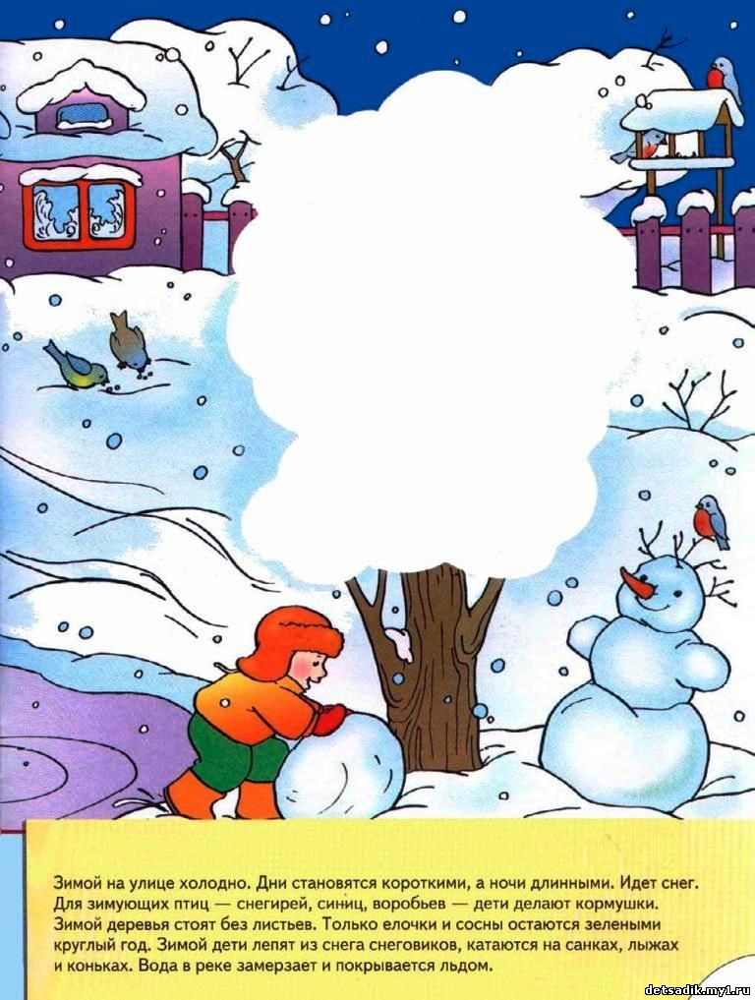 Зимой на улице холодно. Дни становятся короткими, а ночи длинными. Идет снег.
Для зимующих птиц — снегирей, синиц, воробьев — дети делают кормушки.
Зимой деревья стоят без листьев. Только елочки и сосны остаются зелеными
круглый год. Зимой дети лепят из снега снеговиков, катаются на санках, лыжах
и коньках. Вода в реке замерзает и покрывается льдом.
detsadik.my1.ru